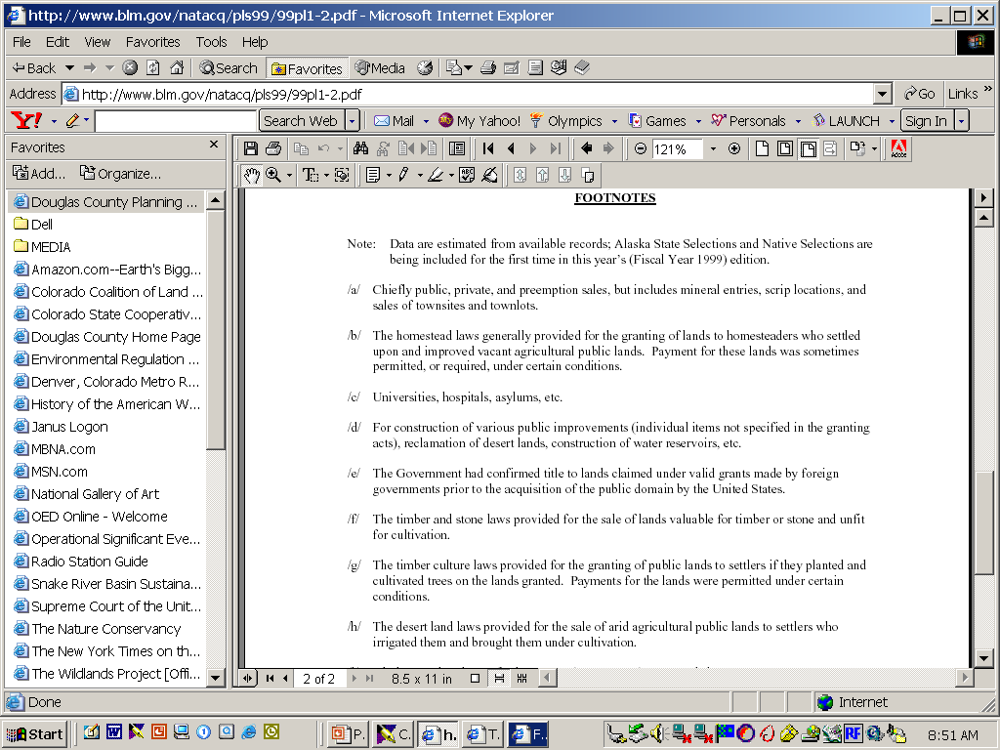 http://www.blm.gov/natacq/pls99/99pl1-2.pdf - Microsoft Internet Explorer
File Edit View Favorites Tools Help
Back Search Favorites Media
Address http://www.blm.gov/natacq/pls99/99pl1-2.pdf Go Links »
Y! Search Web Mail My Yahoo! Olympics Games Personals LAUNCH Sign In
Favorites
121%
Adobe
Add... Organize...
Douglas County Planning ...
Dell
MEDIA
Amazon.com--Earth's Bigg...
Colorado Coalition of Land ...
Colorado State Cooperativ...
Douglas County Home Page
Environmental Regulation ...
Denver, Colorado Metro R...
History of the American W...
Janus Logon
MBNA.com
MSN.com
National Gallery of Art
OED Online - Welcome
Operational Significant Eve...
Radio Station Guide
Snake River Basin Sustaina...
Supreme Court of the Unit...
The Nature Conservancy
The New York Times on th...
The Wildlands Project [Offi...
FOOTNOTES
Note: Data are estimated from available records; Alaska State Selections and Native Selections are
being included for the first time in this year's (Fiscal Year 1999) edition.
/a/ Chiefly public, private, and preemption sales, but includes mineral entries, scrip locations, and
sales of townsites and townlots.
/b/ The homestead laws generally provided for the granting of lands to homesteaders who settled
upon and improved vacant agricultural public lands. Payment for these lands was sometimes
permitted, or required, under certain conditions.
/c/ Universities, hospitals, asylums, etc.
/d/ For construction of various public improvements (individual items not specified in the granting
acts), reclamation of desert lands, construction of water reservoirs, etc.
/e/ The Government had confirmed title to lands claimed under valid grants made by foreign
governments prior to the acquisition of the public domain by the United States.
/f/ The timber and stone laws provided for the sale of lands valuable for timber or stone and unfit
for cultivation.
/g/ The timber culture laws provided for the granting of public lands to settlers if they planted and
cultivated trees on the lands granted. Payments for the lands were permitted under certain
conditions.
/h/ The desert land laws provided for the sale of arid agricultural public lands to settlers who
irrigated them and brought them under cultivation.
2 of 2 8.5 x 11 in
Done Internet
Start P. C. h. T. F. RF 8:51 AM